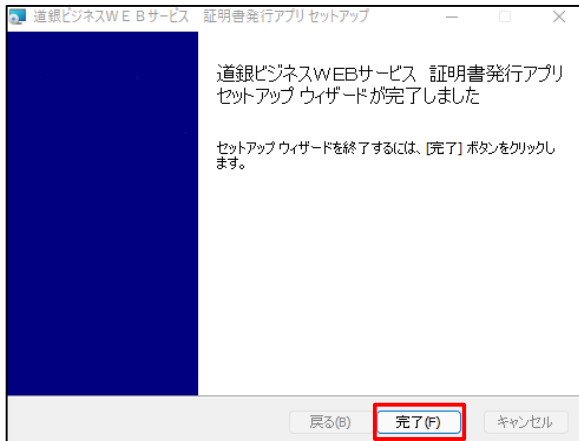 道銀ビジネスＷＥＢサービス　証明書発行アプリ セットアップ
道銀ビジネスＷＥＢサービス　証明書発行アプリ
セットアップ ウィザードが完了しました
セットアップ ウィザードを終了するには、[完了] ボタンをクリックし
ます。
戻る(B)
完了(F)
キャンセル